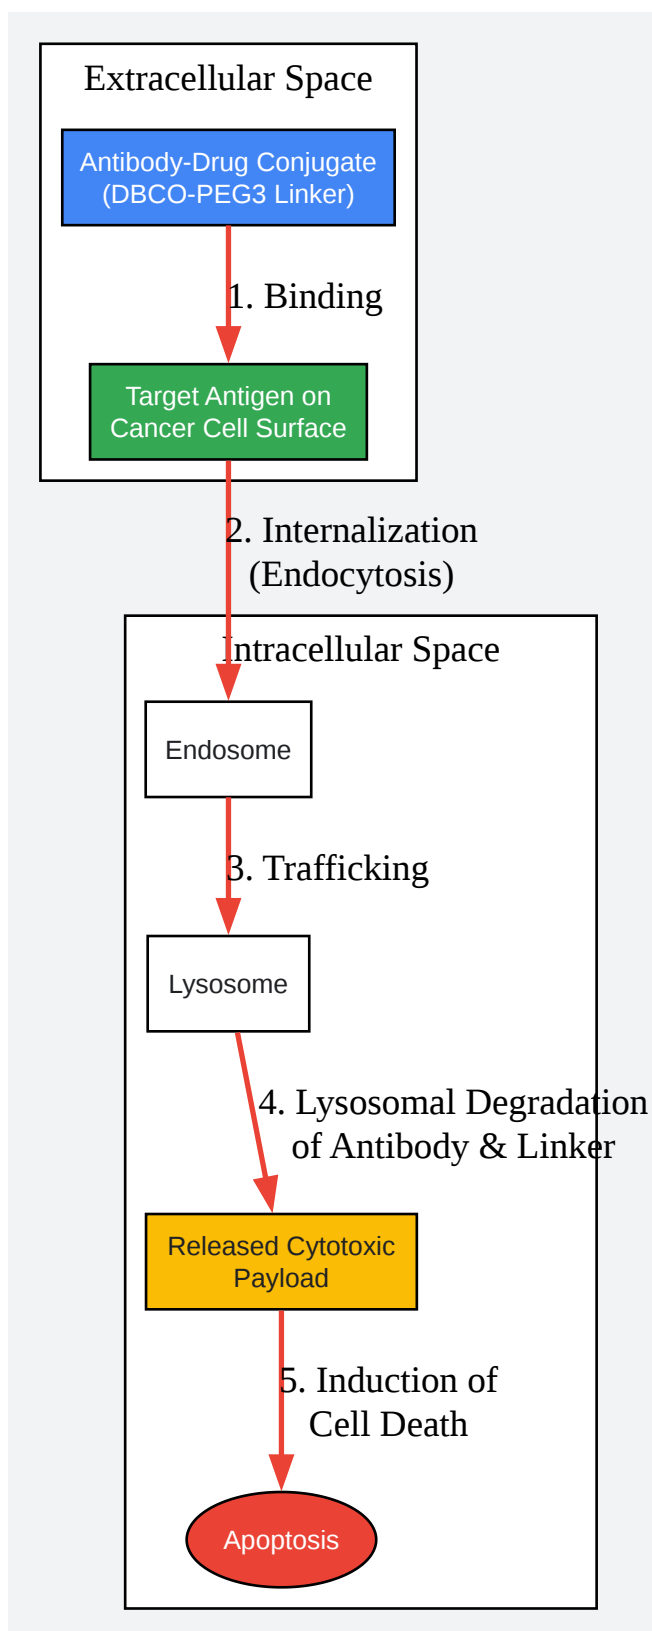 Extracellular Space
Antibody-Drug Conjugate
(DBCO-PEG3 Linker)
1. Binding
Target Antigen on
Cancer Cell Surface
2. Internalization
(Endocytosis)
Intracellular Space
Endosome
3. Trafficking
Lysosome
4. Lysosomal Degradation
of Antibody & Linker
Released Cytotoxic
Payload
5. Induction of
Cell Death
Apoptosis